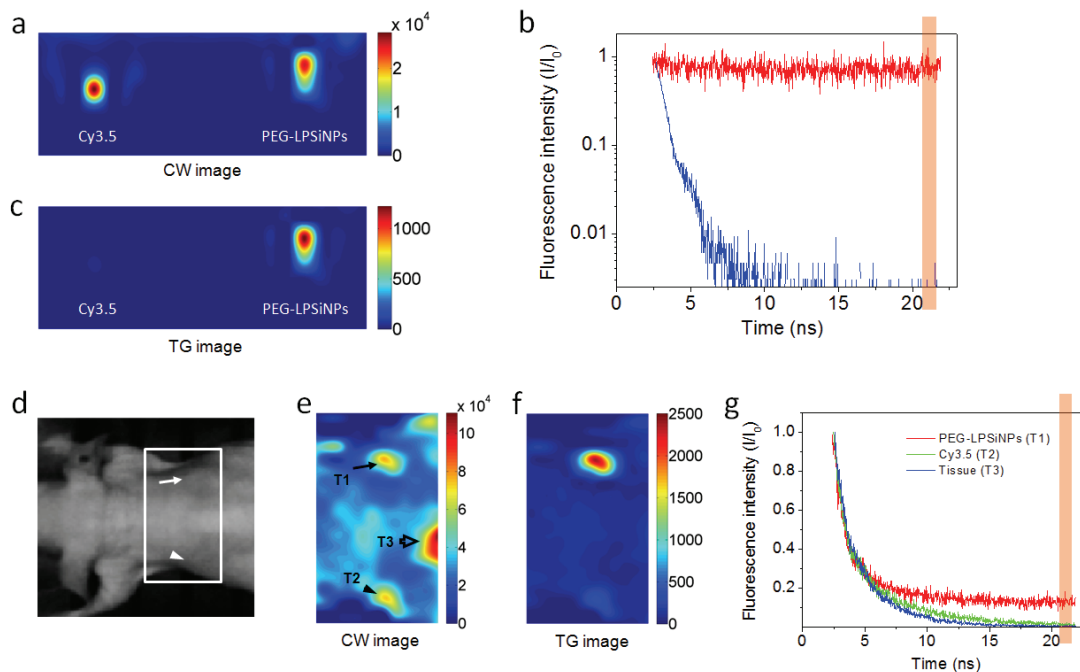 a
x 10⁴
2
1
0
Cy3.5
PEG-LPSiNPs
CW image
b
Fluorescence intensity (I/I₀)
1
0.1
0.01
0
5
10
15
20
Time (ns)
c
1000
500
0
Cy3.5
PEG-LPSiNPs
TG image
d
e
x 10⁴
10
8
6
4
2
0
T1
T3
T2
CW image
f
2500
2000
1500
1000
500
0
TG image
g
Fluorescence intensity (I/I₀)
1.0
0.8
0.6
0.4
0.2
PEG-LPSiNPs (T1)
Cy3.5 (T2)
Tissue (T3)
0
5
10
15
20
Time (ns)